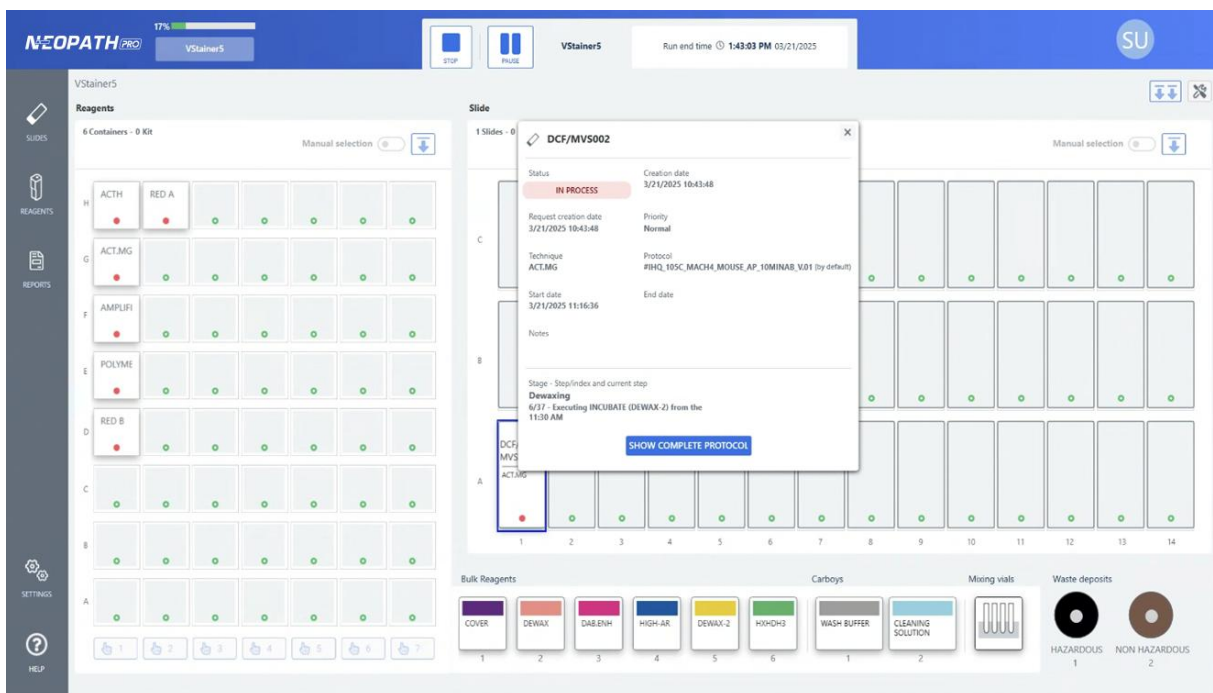 NEOPATH PRO
17%
VStainer5
STOP
PAUSE
VStainer5
Run end time 1:43:03 PM 03/21/2025
SU
SLIDES
REAGENTS
REPORTS
SETTINGS
HELP
VStainer5
Reagents
6 Containers - 0 Kit
Manual selection
H
ACTH
RED A
G
ACT.MG
F
AMPLIFI
E
POLYME
D
RED B
C
B
A
1
2
3
4
5
6
7
Slide
1 Slides - 0
Manual selection
DCF/MVS002
Status
IN PROCESS
Creation date
3/21/2025 10:43:48
Request creation date
3/21/2025 10:43:48
Priority
Normal
Technique
ACT.MG
Protocol
#IHQ_105C_MACH4_MOUSE_AP_10MINAB_V.01 (by default)
Start date
3/21/2025 11:16:36
End date
Notes
Stage - Step/index and current step
Dewaxing
6/37 - Executing INCUBATE (DEWAX-2) from the
11:30 AM
SHOW COMPLETE PROTOCOL
C
B
A
DCF/
MVS
ACT.MG
1
2
3
4
5
6
7
8
9
10
11
12
13
14
Bulk Reagents
COVER
DEWAX
DAB.ENH
HIGH-AR
DEWAX-2
HXHDH3
1
2
3
4
5
6
Carboys
WASH BUFFER
CLEANING
SOLUTION
1
2
Mixing vials
Waste deposits
HAZARDOUS
1
NON HAZARDOUS
2